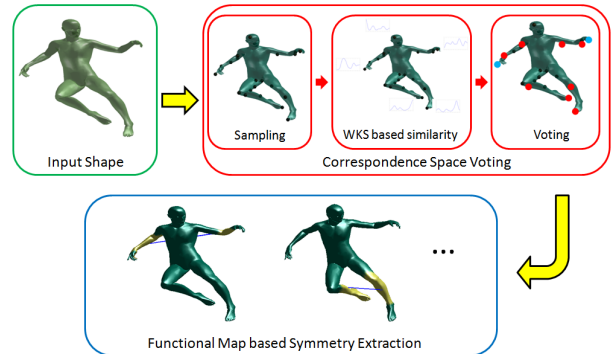 Sampling
WKS based similarity
Voting
Input Shape
Correspondence Space Voting
...
Functional Map based Symmetry Extraction